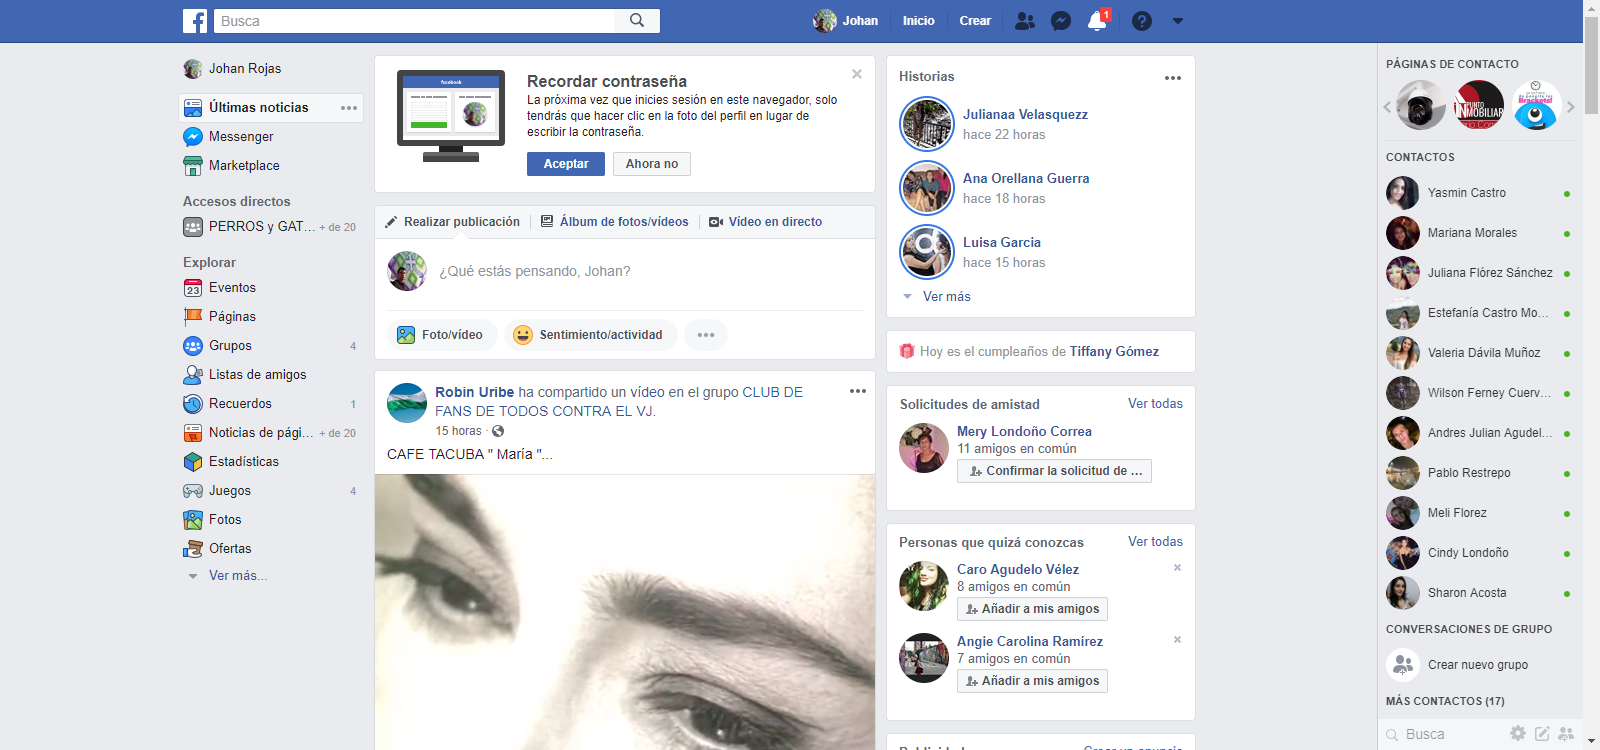 Busca
Johan
Inicio
Crear
1
Johan Rojas
Últimas noticias
Messenger
Marketplace
Accesos directos
PERROS y GAT... + de 20
Explorar
23
Eventos
Páginas
Grupos 4
Listas de amigos
Recuerdos 1
Noticias de pági... + de 20
Estadísticas
Juegos 4
Fotos
Ofertas
Ver más...
facebook
Recordar contraseña
La próxima vez que inicies sesión en este navegador, solo
tendrás que hacer clic en la foto del perfil en lugar de
escribir la contraseña.
Aceptar
Ahora no
Realizar publicación
Álbum de fotos/vídeos
Vídeo en directo
¿Qué estás pensando, Johan?
Foto/vídeo
Sentimiento/actividad
Robin Uribe ha compartido un vídeo en el grupo CLUB DE
FANS DE TODOS CONTRA EL VJ.
15 horas ·
CAFE TACUBA " María "...
Historias
Julianaa Velasquezz
hace 22 horas
Ana Orellana Guerra
hace 18 horas
Luisa Garcia
hace 15 horas
Ver más
Hoy es el cumpleaños de Tiffany Gómez
Solicitudes de amistad
Ver todas
Mery Londoño Correa
11 amigos en común
Confirmar la solicitud de ...
Personas que quizá conozcas
Ver todas
Caro Agudelo Vélez
8 amigos en común
Añadir a mis amigos
Angie Carolina Ramírez
7 amigos en común
Añadir a mis amigos
Publicidad
Crear un anuncio
PÁGINAS DE CONTACTO
PUNTO
INMOBILIAR
Brackets!
CONTACTOS
Yasmin Castro
Mariana Morales
Juliana Flórez Sánchez
Estefanía Castro Mo...
Valeria Dávila Muñoz
Wilson Ferney Cuerv...
Andres Julian Agudel...
Pablo Restrepo
Meli Florez
Cindy Londoño
Sharon Acosta
CONVERSACIONES DE GRUPO
Crear nuevo grupo
MÁS CONTACTOS (17)
Busca